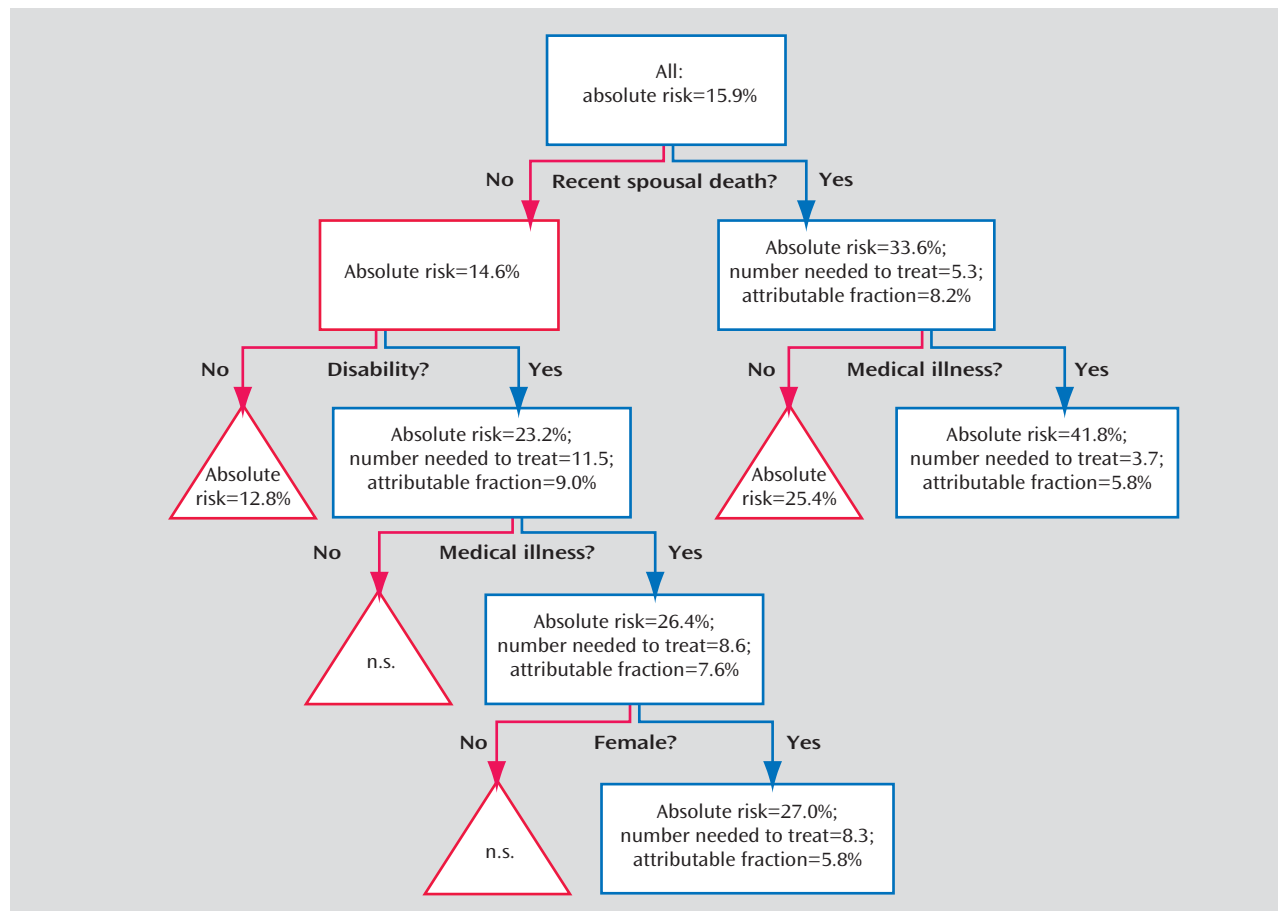 All:
absolute risk=15.9%
No
Recent spousal death?
Yes
Absolute risk=14.6%
Absolute risk=33.6%;
number needed to treat=5.3;
attributable fraction=8.2%
No
Disability?
Yes
No
Medical illness?
Yes
Absolute
risk=12.8%
Absolute risk=23.2%;
number needed to treat=11.5;
attributable fraction=9.0%
Absolute
risk=25.4%
Absolute risk=41.8%;
number needed to treat=3.7;
attributable fraction=5.8%
No
Medical illness?
Yes
n.s.
Absolute risk=26.4%;
number needed to treat=8.6;
attributable fraction=7.6%
No
Female?
Yes
n.s.
Absolute risk=27.0%;
number needed to treat=8.3;
attributable fraction=5.8%